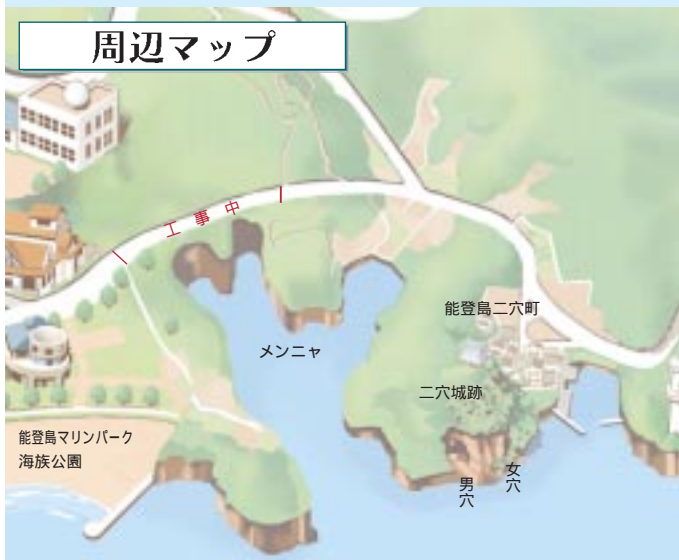 周辺マップ
工事中
能登島二穴町
メンニャ
二穴城跡
能登島マリンパーク
海族公園
男穴
女穴